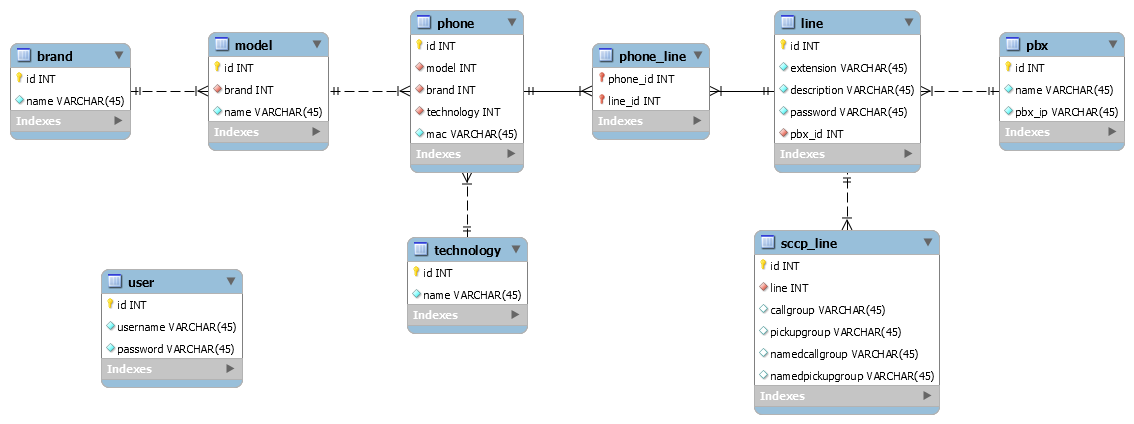 brand
id INT
name VARCHAR(45)
Indexes
model
id INT
brand INT
name VARCHAR(45)
Indexes
phone
id INT
model INT
brand INT
technology INT
mac VARCHAR(45)
Indexes
phone_line
phone_id INT
line_id INT
Indexes
line
id INT
extension VARCHAR(45)
description VARCHAR(45)
password VARCHAR(45)
pbx_id INT
Indexes
pbx
id INT
name VARCHAR(45)
pbx_ip VARCHAR(45)
Indexes
user
id INT
username VARCHAR(45)
password VARCHAR(45)
Indexes
technology
id INT
name VARCHAR(45)
Indexes
sccp_line
id INT
line INT
callgroup VARCHAR(45)
pickupgroup VARCHAR(45)
namedcallgroup VARCHAR(45)
namedpickupgroup VARCHAR(45)
Indexes